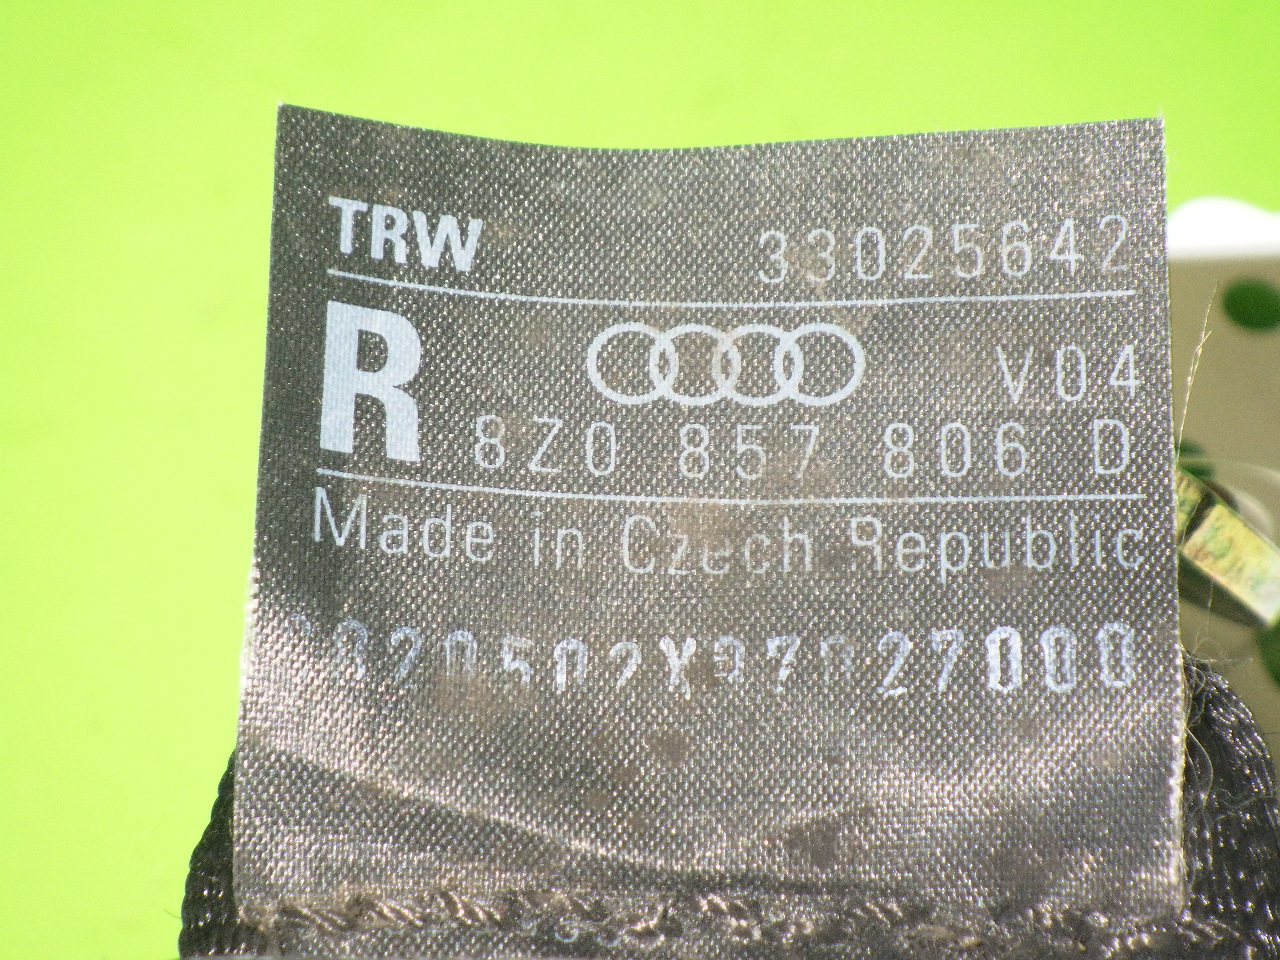 TRW 33025642
R V04
8Z0 857 806 D
Made in Czech Republic